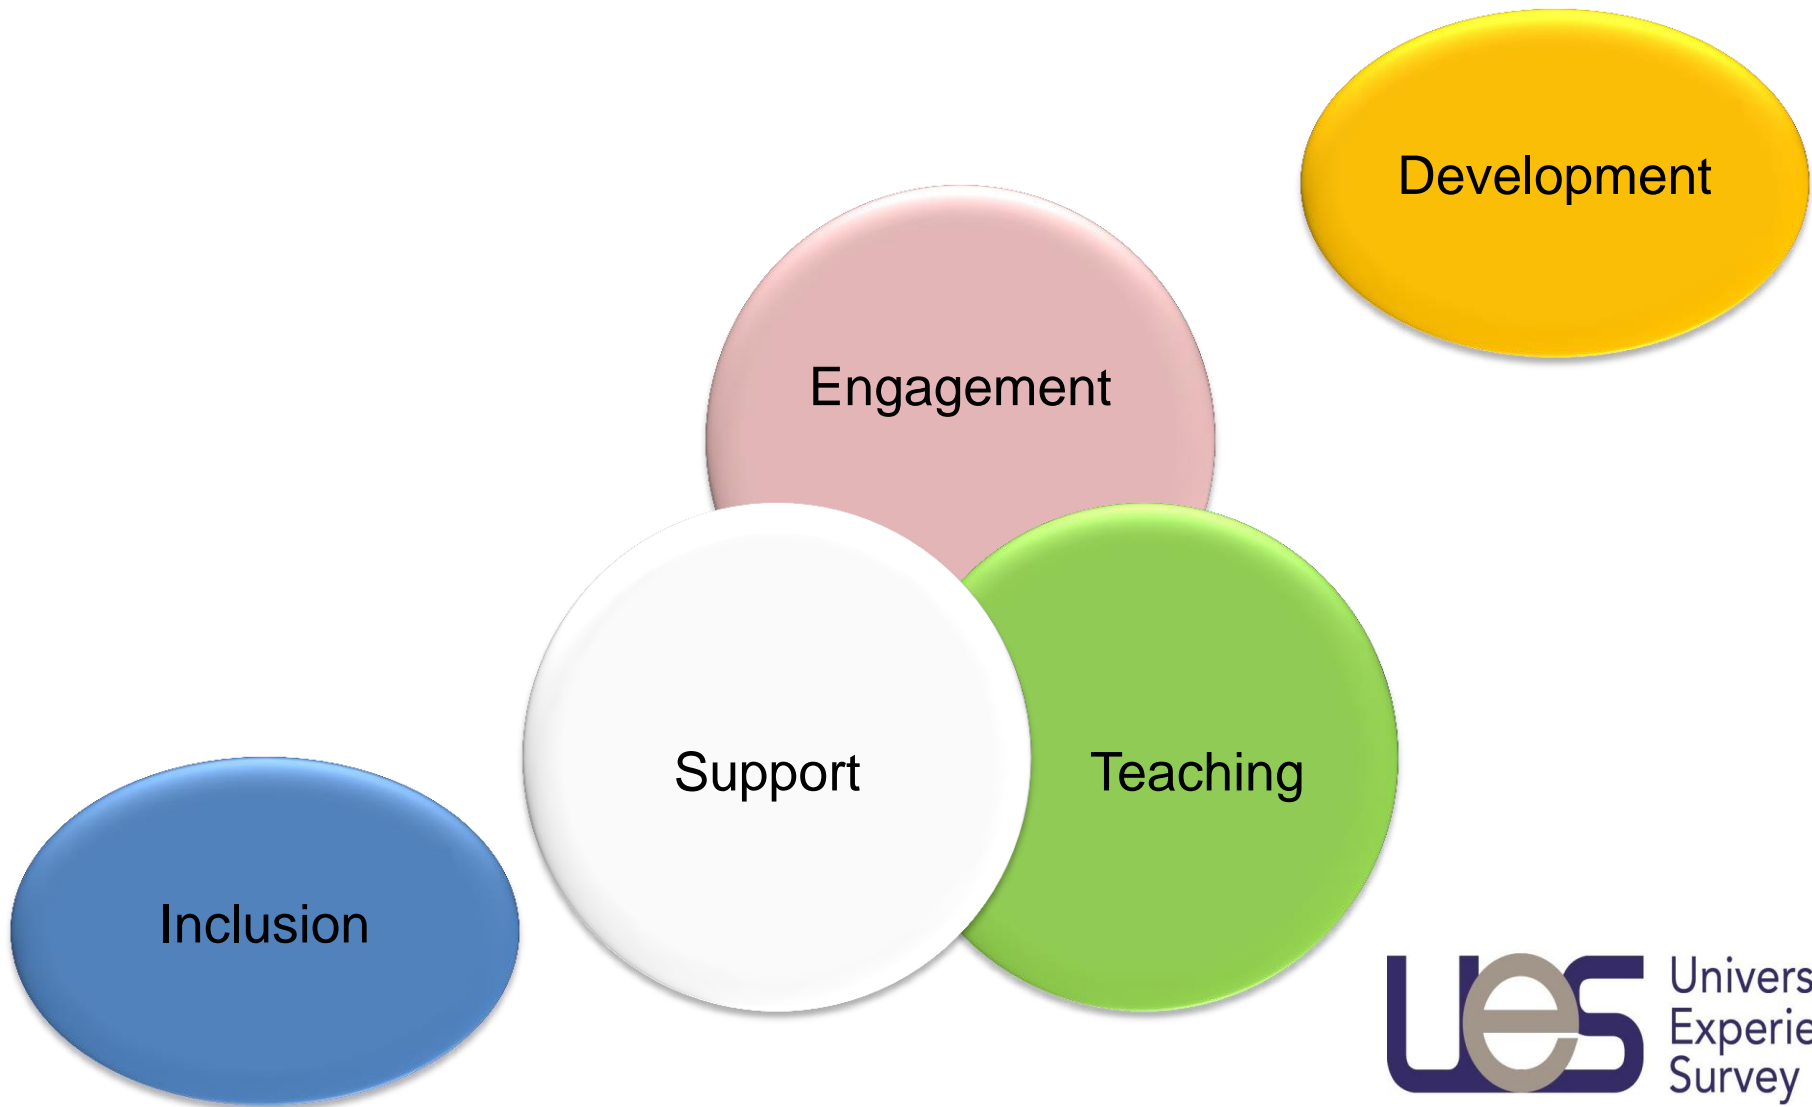 Development
Engagement
Support
Teaching
Inclusion
ues
Univers
Experie
Survey